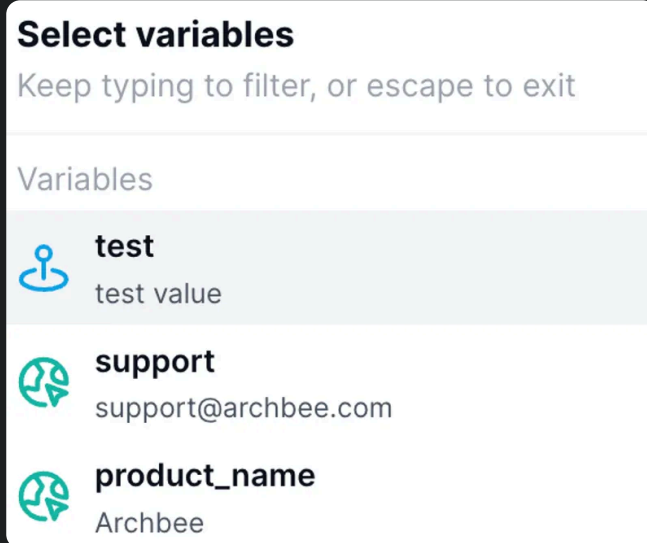 Select variables
Keep typing to filter, or escape to exit
Variables
test
test value
support
support@archbee.com
product_name
Archbee